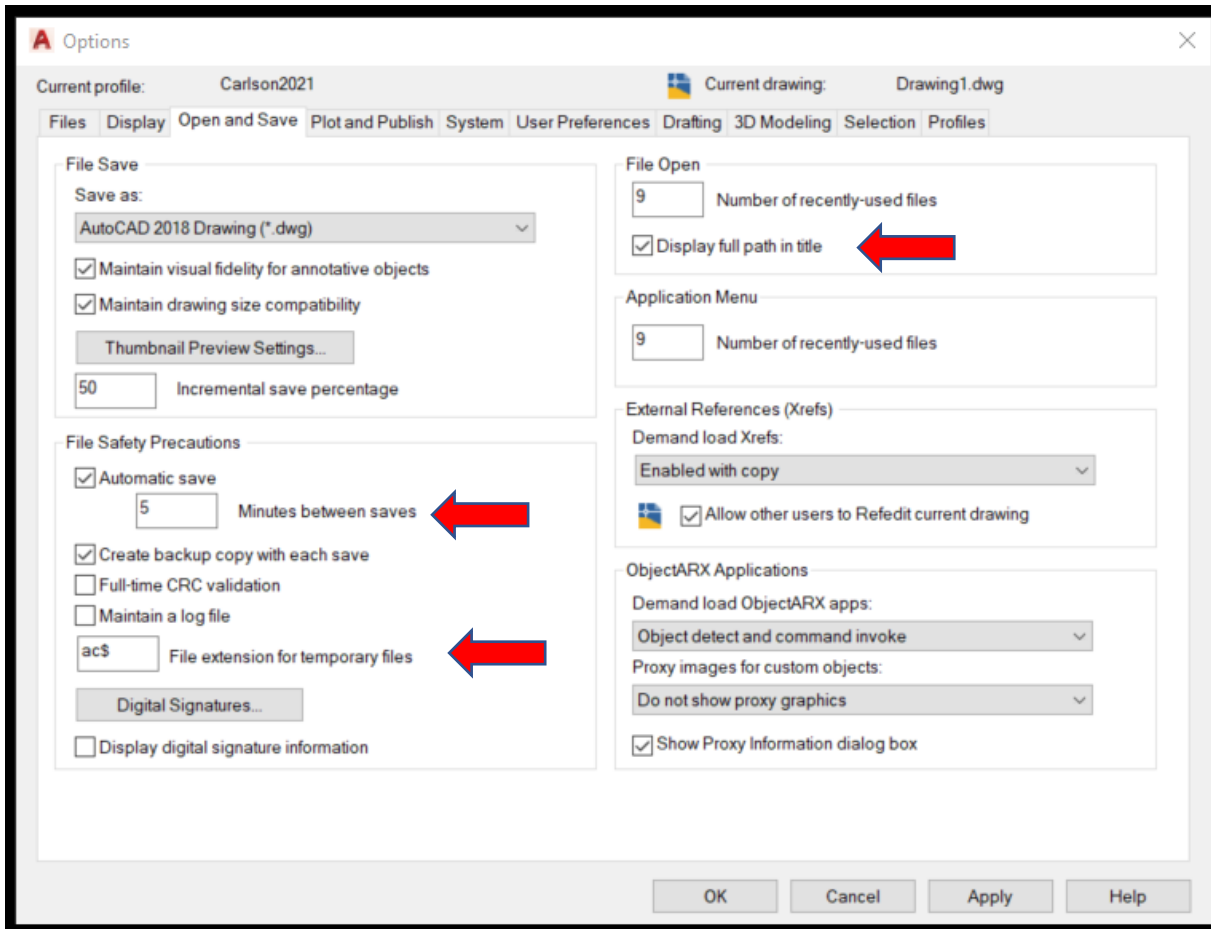 A Options
Current profile: Carlson2021 Current drawing: Drawing1.dwg
Files Display Open and Save Plot and Publish System User Preferences Drafting 3D Modeling Selection Profiles
File Save
Save as:
AutoCAD 2018 Drawing (*.dwg)
Maintain visual fidelity for annotative objects
Maintain drawing size compatibility
Thumbnail Preview Settings...
50 Incremental save percentage
File Safety Precautions
Automatic save
5 Minutes between saves
Create backup copy with each save
Full-time CRC validation
Maintain a log file
ac$ File extension for temporary files
Digital Signatures...
Display digital signature information
File Open
9 Number of recently-used files
Display full path in title
Application Menu
9 Number of recently-used files
External References (Xrefs)
Demand load Xrefs:
Enabled with copy
Allow other users to Refedit current drawing
ObjectARX Applications
Demand load ObjectARX apps:
Object detect and command invoke
Proxy images for custom objects:
Do not show proxy graphics
Show Proxy Information dialog box
OK Cancel Apply Help